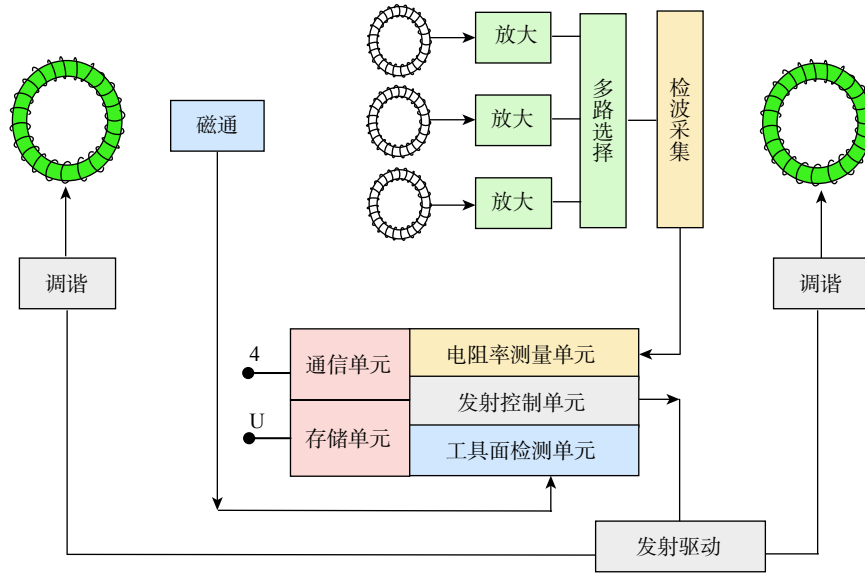 放大
磁通
放大
多路选择
检波采集
放大
调谐
调谐
4
通信单元
电阻率测量单元
发射控制单元
U
存储单元
工具面检测单元
发射驱动